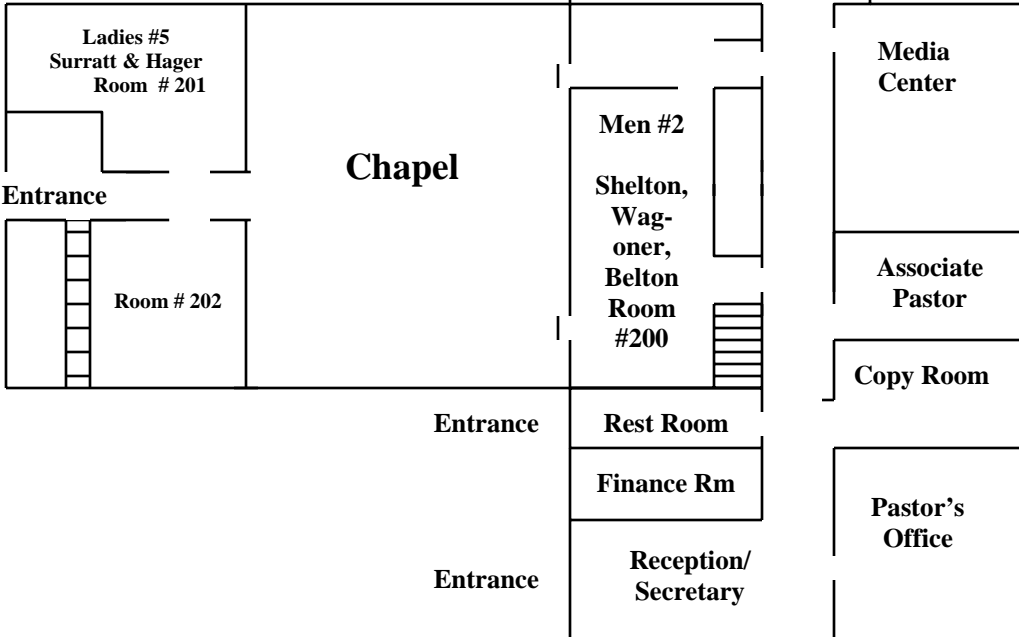 Ladies #5
Surratt & Hager
Room # 201
Entrance
Room # 202
Chapel
Men #2
Shelton,
Wag-
oner,
Belton
Room
#200
Media
Center
Associate
Pastor
Copy Room
Entrance
Rest Room
Finance Rm
Pastor’s
Office
Entrance
Reception/
Secretary